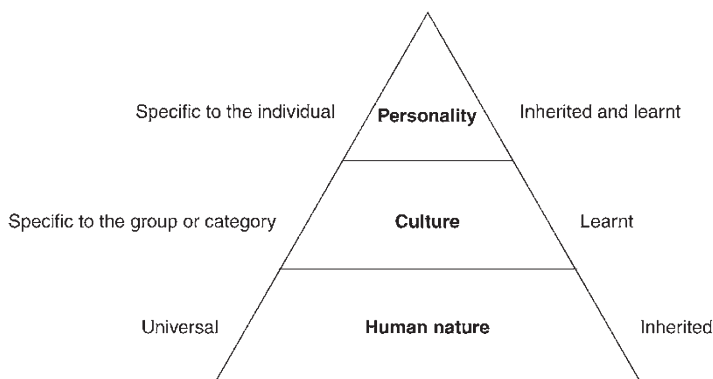 Specific to the individual Personality Inherited and learnt
Specific to the group or category Culture Learnt
Universal Human nature Inherited